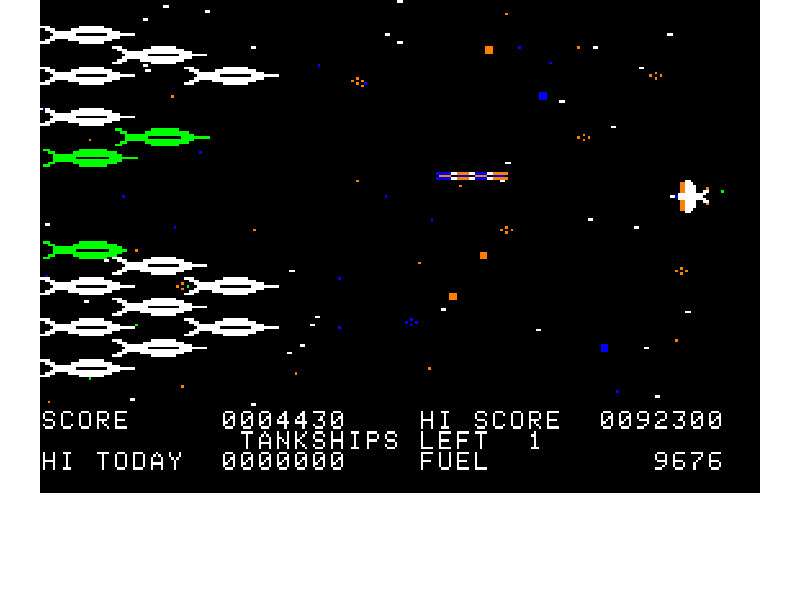 SCORE 0004430 HI SCORE 0092300
TANKSHIPS LEFT 1
HI TODAY 0000000 FUEL 9676